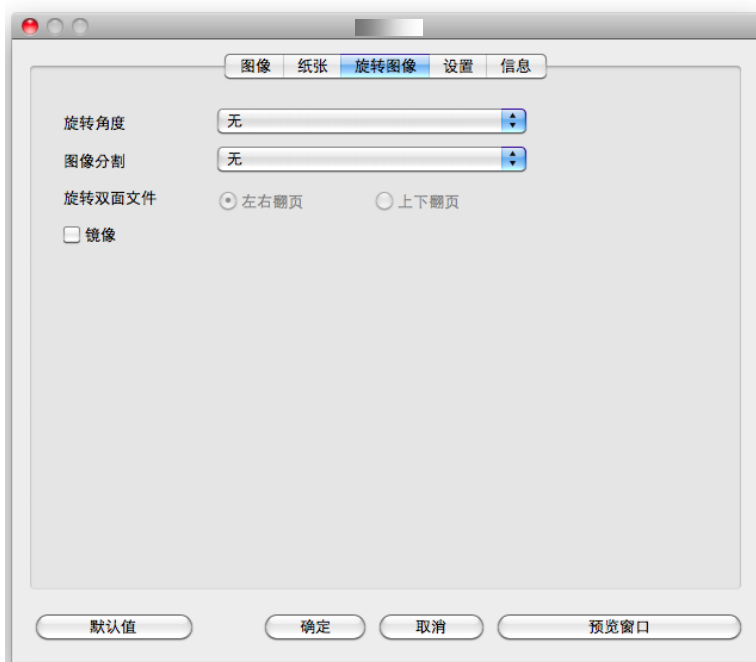 图像 纸张 旋转图像 设置 信息
旋转角度 无
图像分割 无
旋转双面文件 左右翻页 上下翻页
镜像
默认值 确定 取消 预览窗口